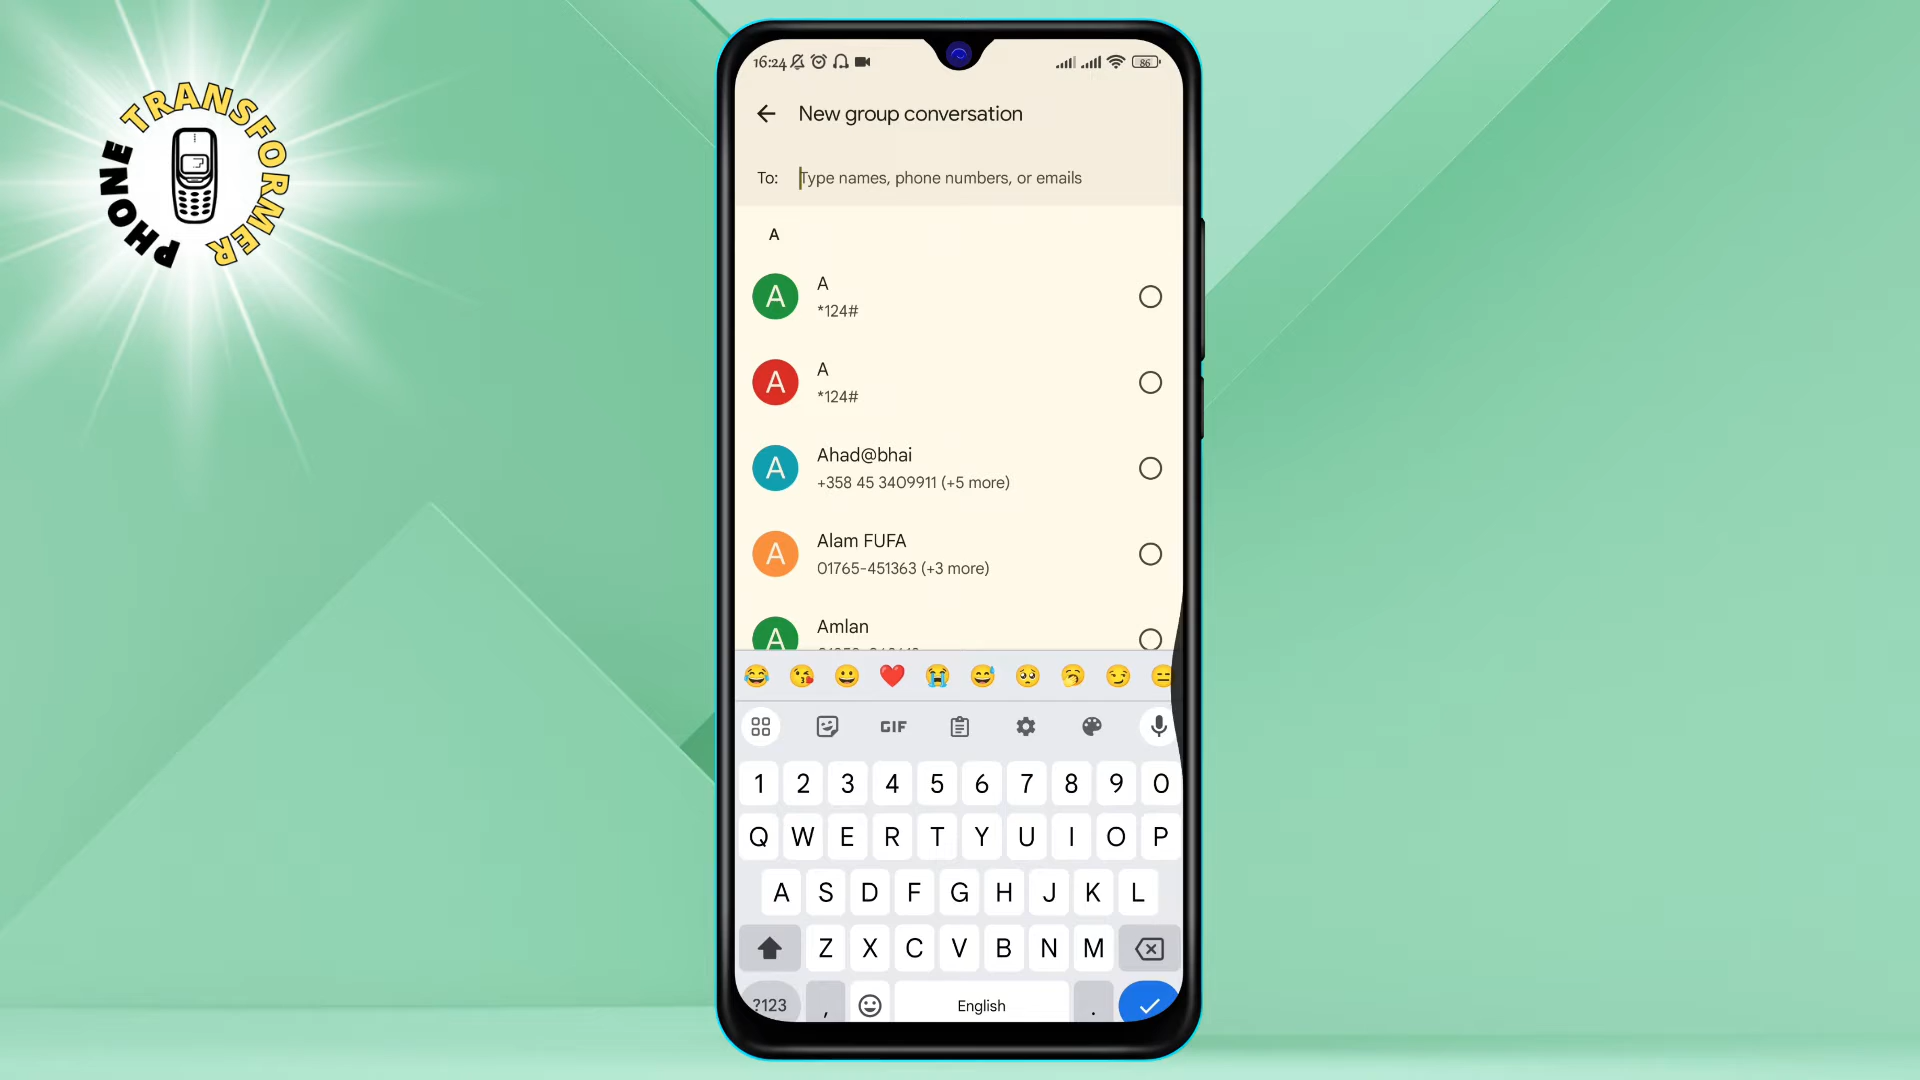 PHONE TRANSFORMER
16:24
86
New group conversation
To: Type names, phone numbers, or emails
A
A
A
*124#
A
A
*124#
A
Ahad@bhai
+358 45 3409911 (+5 more)
A
Alam FUFA
01765-451363 (+3 more)
A
Amlan
GIF
1 2 3 4 5 6 7 8 9 0
Q W E R T Y U I O P
A S D F G H J K L
Z X C V B N M
?123 , English .